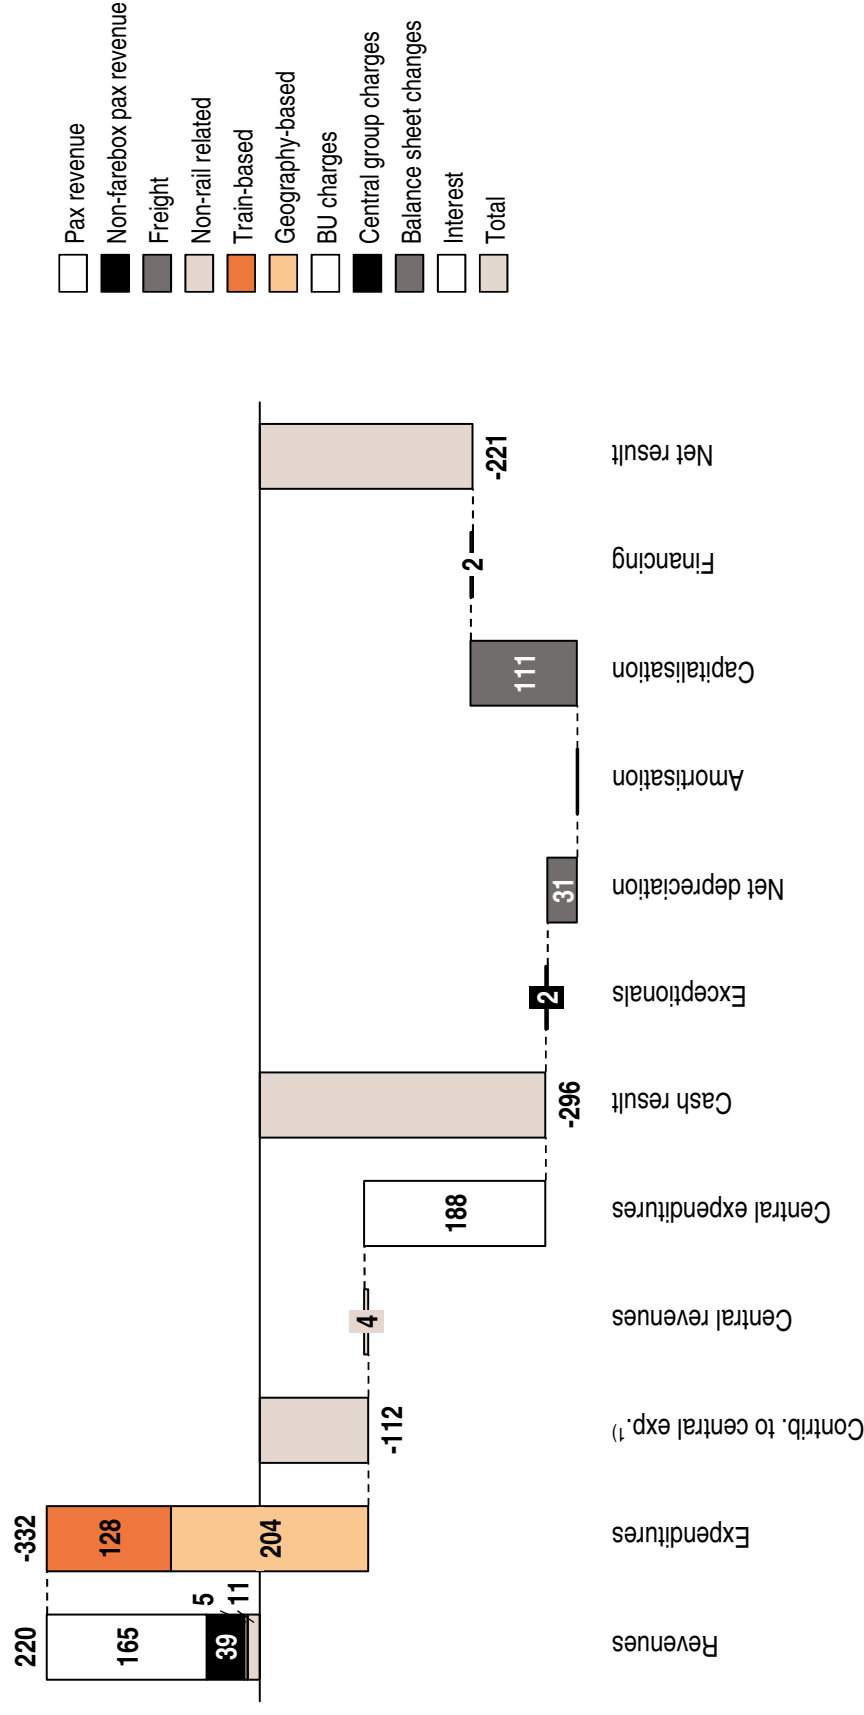 Pax revenue
Non-farebox pax revenue
Freight
Non-rail related
Train-based
Geography-based
BU charges
Central group charges
Balance sheet changes
Interest
Total
220
165
39
5
11
-332
128
204
-112
4
188
-296
2
31
111
2
-221
Revenues
Expenditures
Contrib. to central exp.1)
Central revenues
Central expenditures
Cash result
Exceptionals
Net depreciation
Amortisation
Capitalisation
Financing
Net result